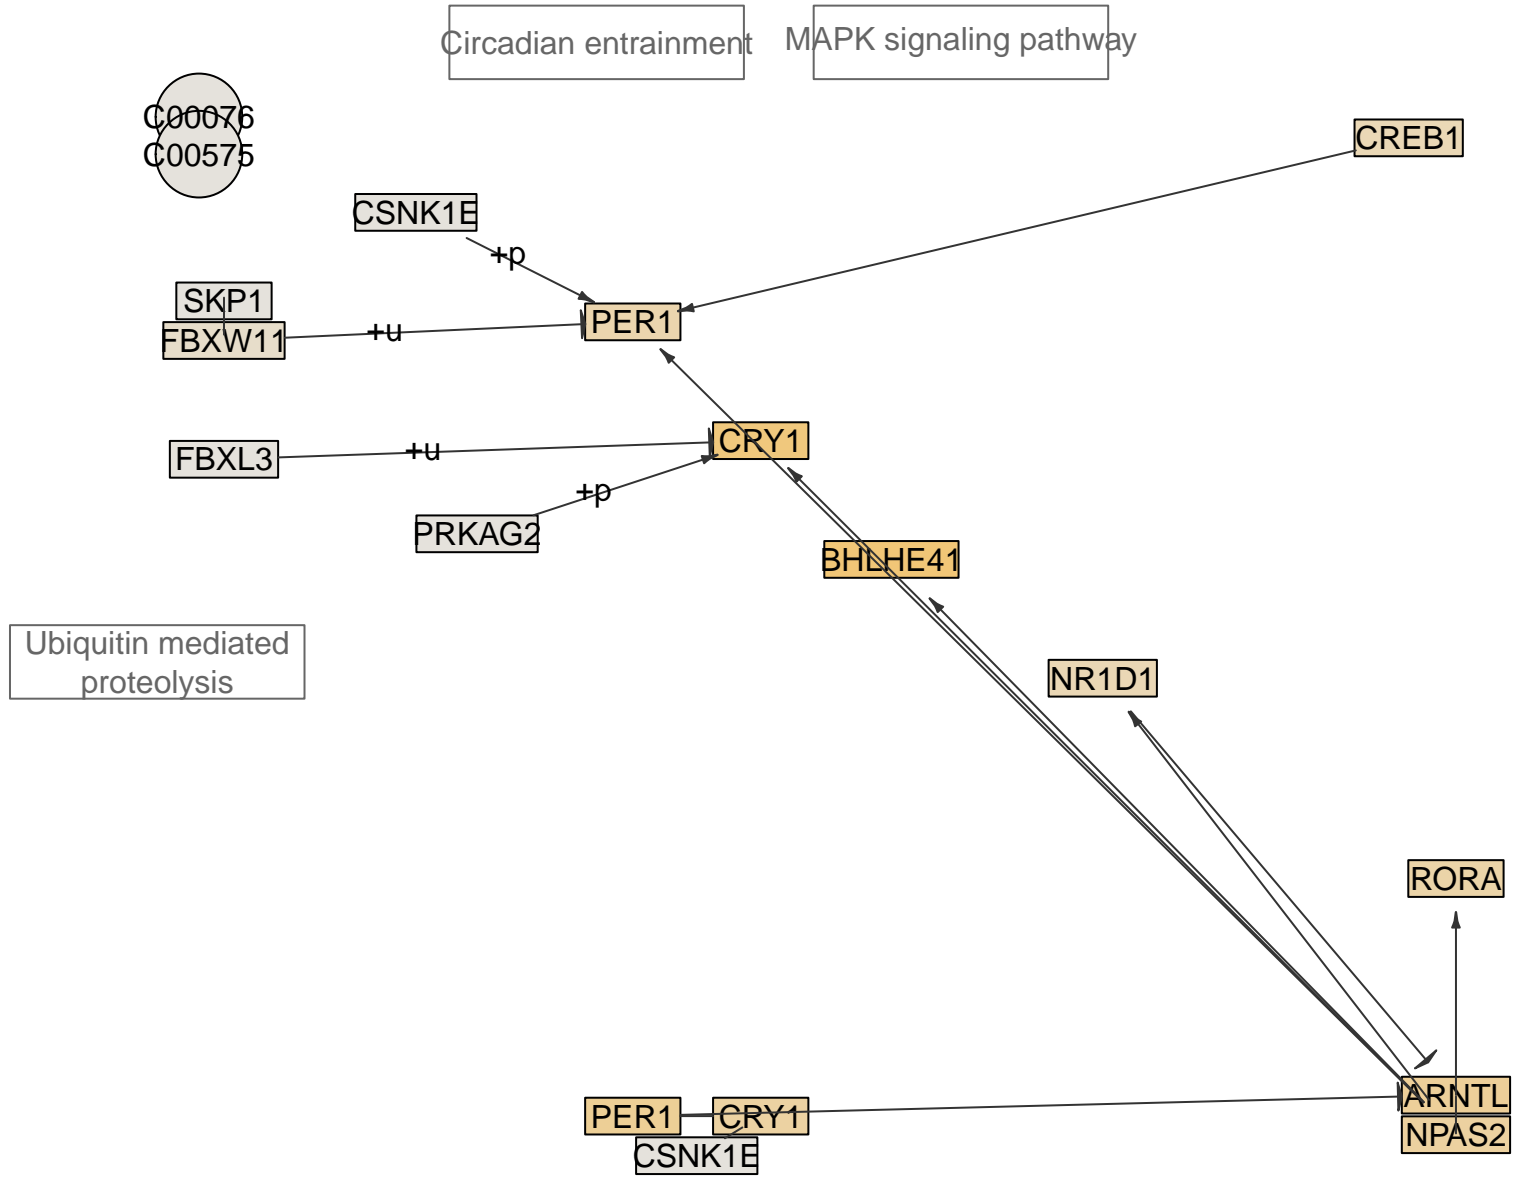 Circadian entrainment
MAPK signaling pathway
C00076
C00575
CREB1
CSNK1E
+p
SKP1
FBXW11
+u
PER1
FBXL3
+u
CRY1
+p
PRKAG2
BHLHE41
Ubiquitin mediated
proteolysis
NR1D1
RORA
ARNTL
NPAS2
PER1
CRY1
CSNK1E